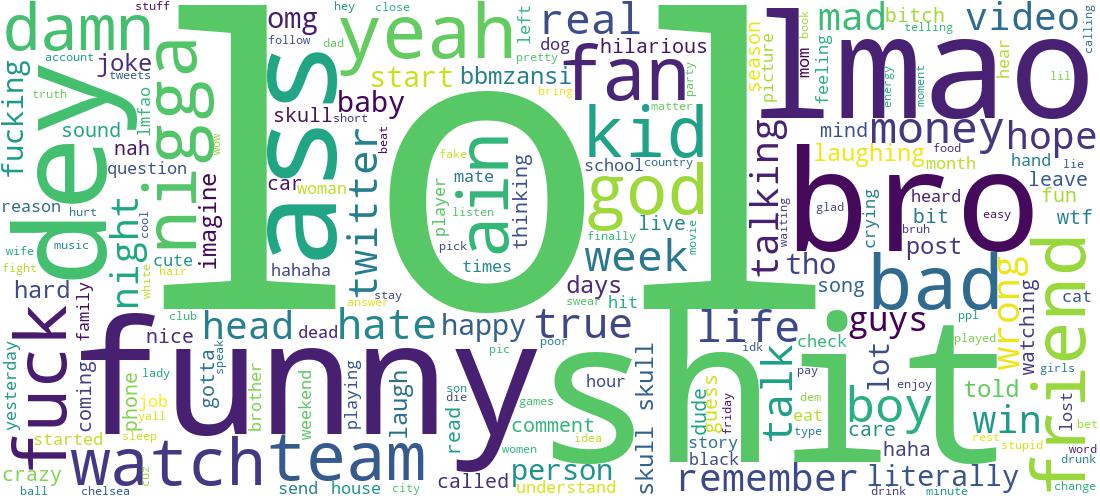 lol
funny
shit
lmao
bro
ass
dey
nigga
fuck
yeah
fan
damn
bad
friend
watch
team
god
kid
boy
money
hope
video
real
life
true
hate
head
week
night
twitter
ain
talking
talk
win
remember
literally
wrong
mad
bitch
omg
joke
baby
skull
start
bbmzansi
hilarious
dog
left
pretty
party
bring
matter
short
beat
car
woman
hahaha
imagine
lmfao
wow
nah
question
sound
truth
account
tweets
stuff
hey
close
follow
dad
fucking
reason
hurt
music
wife
fight
hard
family
cute
cool
hair
white
fake
mate
player
listen
thinking
pick
times
school
country
live
finally
movie
days
swear
hit
stay
answer
season
picture
mom
book
feeling
telling
energy
moment
hear
lil
calling
mind
laughing
month
food
hand
lie
leave
fun
wtf
heard
bit
easy
glad
crying
bruh
post
waiting
tho
song
guys
ppl
played
watching
cat
girls
check
idk
pay
lot
enjoy
told
lost
bet
word
drunk
change
stupid
rest
dem
eat
type
care
haha
drink
minute
story
black
dude
guess
friday
skull skull
hour
games
comment
idea
women
person
understand
called
read
son
die
poor
pic
happy
dead
laugh
playing
weekend
brother
gotta
speak
club
nice
lady
job
phone
yall
sleep
coming
started
yesterday
crazy
ball
chelsea
cuz
send
house
city